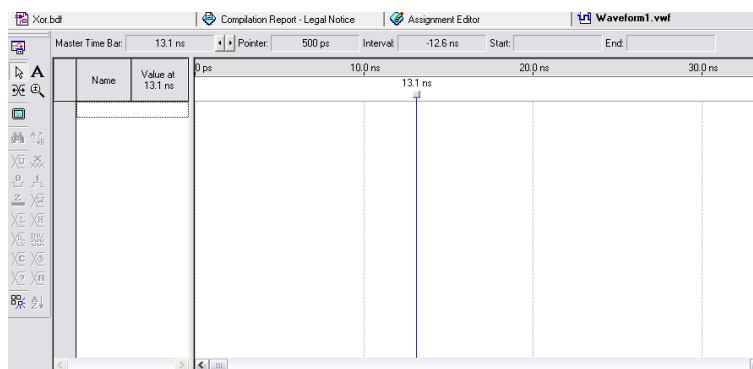 Xor.bdf Compilation Report - Legal Notice Assignment Editor Waveform1.vwf
Master Time Bar: 13.1 ns Pointer: 500 ps Interval: -12.6 ns Start: End:
A
Name Value at 13.1 ns
0 ps 10.0 ns 20.0 ns 30.0 ns
13.1 ns